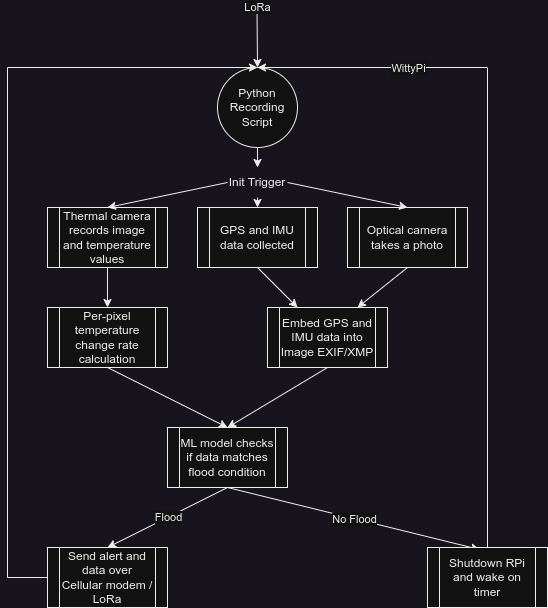 LoRa
WittyPi
Python
Recording
Script
Init Trigger
Thermal camera
records image
and temperature
values
GPS and IMU
data collected
Optical camera
takes a photo
Per-pixel
temperature
change rate
calculation
Embed GPS and
IMU data into
Image EXIF/XMP
ML model checks
if data matches
flood condition
Flood
No Flood
Send alert and
data over
Cellular modem /
LoRa
Shutdown RPi
and wake on
timer